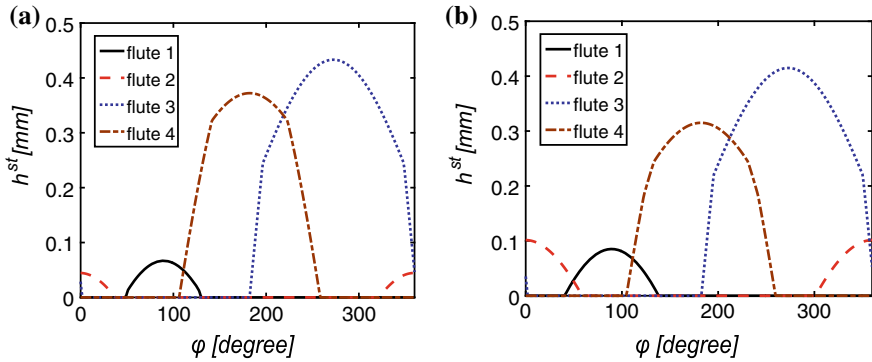 (a)
0.5
0.4
0.3
0.2
0.1
0
h^st [mm]
flute 1
flute 2
flute 3
flute 4
0 100 200 300
φ [degree]
(b)
0.5
0.4
0.3
0.2
0.1
0
h^st [mm]
flute 1
flute 2
flute 3
flute 4
0 100 200 300
φ [degree]